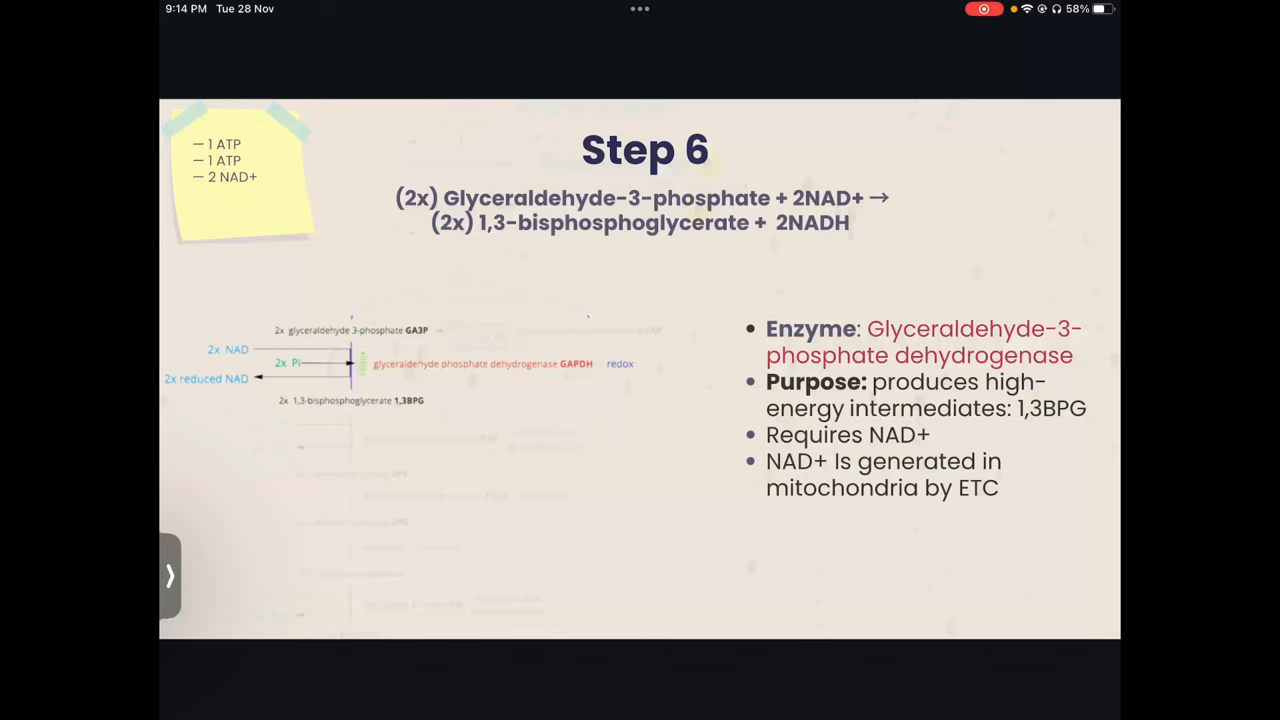 9:14 PM Tue 28 Nov
58%
— 1 ATP
— 1 ATP
— 2 NAD+
Step 6
(2x) Glyceraldehyde-3-phosphate + 2NAD+ →
(2x) 1,3-bisphosphoglycerate + 2NADH
2x glyceraldehyde 3-phosphate GA3P
2x NAD
2x Pi
glyceraldehyde phosphate dehydrogenase GAPDH redox
2x reduced NAD
2x 1,3-bisphosphoglycerate 1,3BPG
• Enzyme: Glyceraldehyde-3-
phosphate dehydrogenase
• Purpose: produces high-
energy intermediates: 1,3BPG
• Requires NAD+
• NAD+ Is generated in
mitochondria by ETC